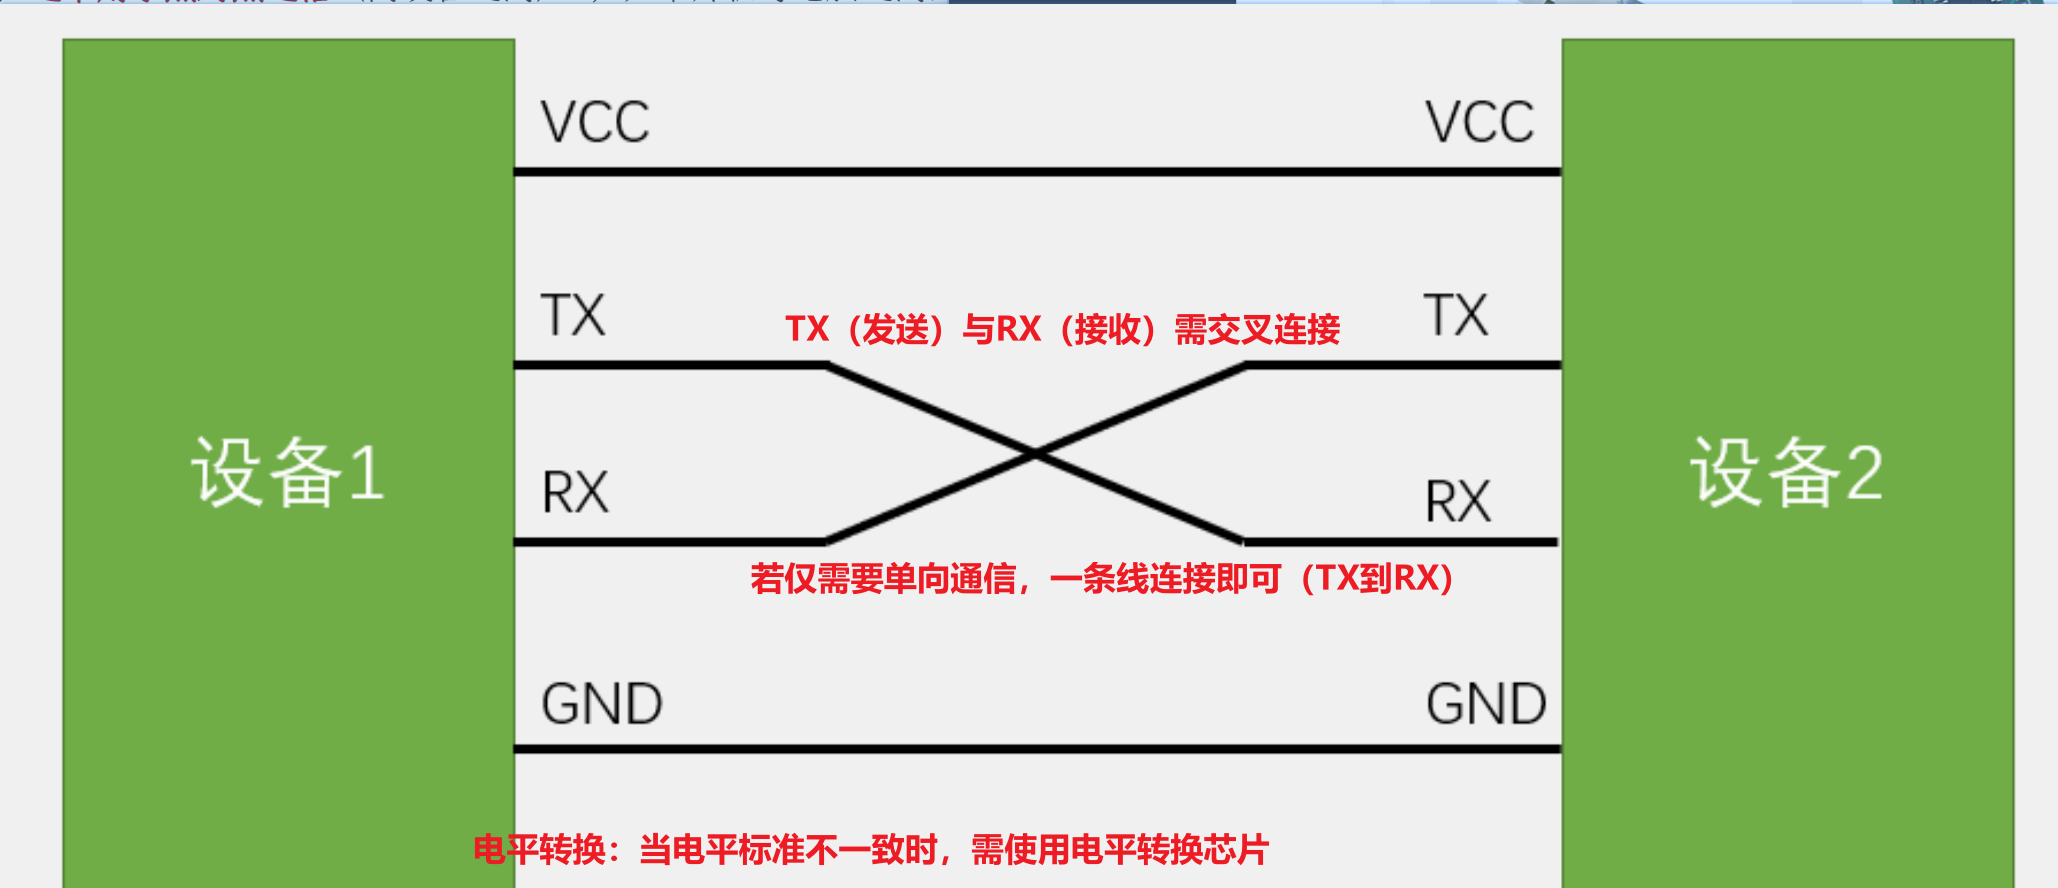 VCC VCC
TX TX
TX（发送）与RX（接收）需交叉连接
设备1 设备2
RX RX
若仅需要单向通信，一条线连接即可（TX到RX）
GND GND
电平转换：当电平标准不一致时，需使用电平转换芯片